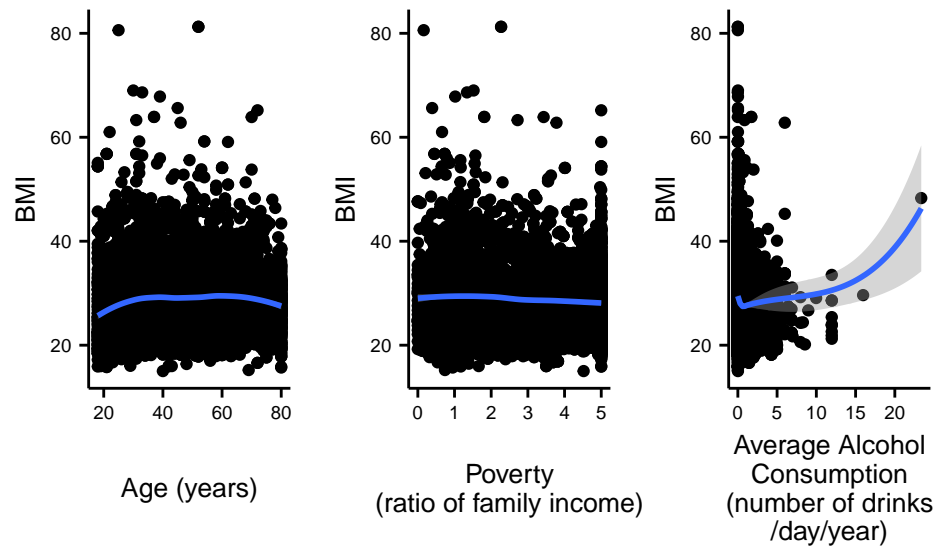 BMI
80
60
40
20
20 40 60 80
Age (years)
BMI
80
60
40
20
0 1 2 3 4 5
Poverty
(ratio of family income)
BMI
80
60
40
20
0 5 10 15 20
Average Alcohol
Consumption
(number of drinks
/day/year)